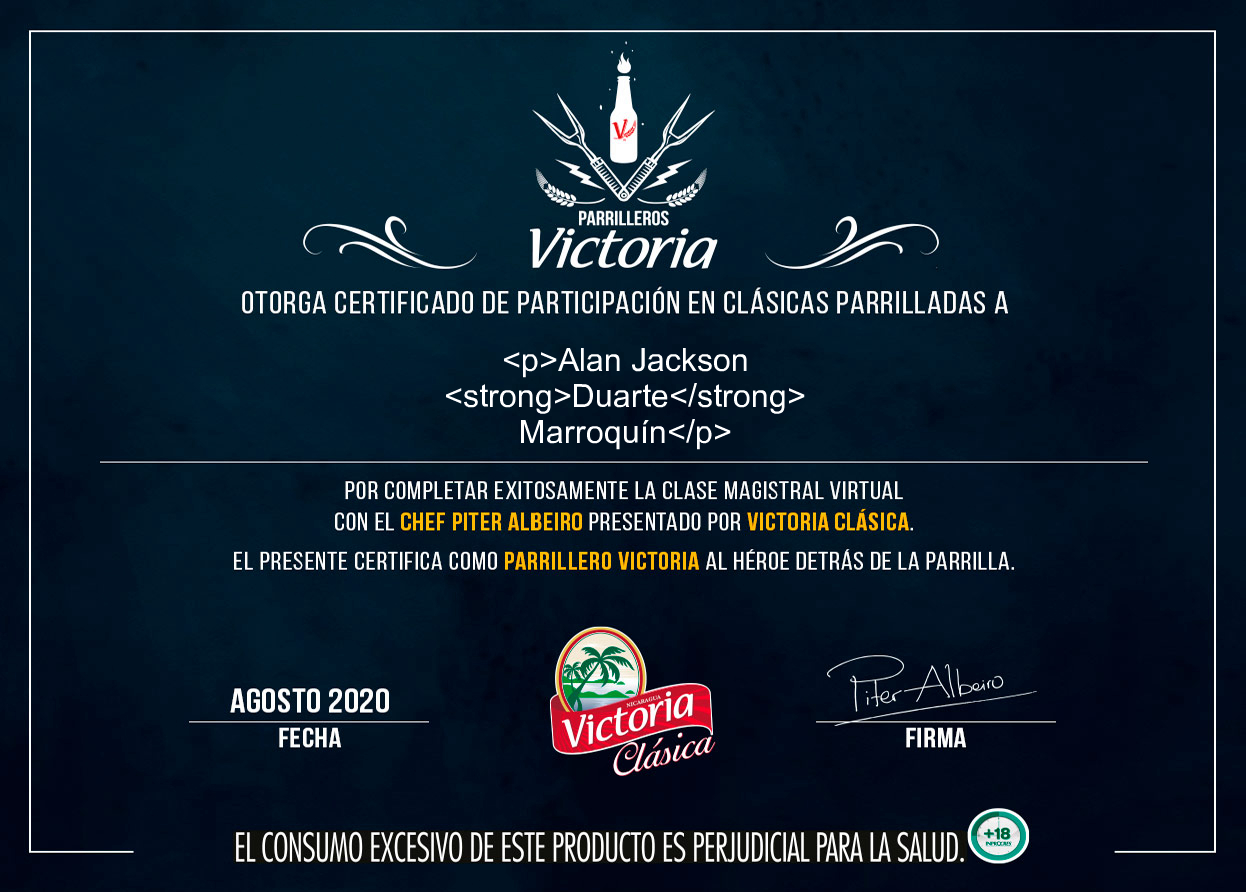 V
PARRILLEROS
Victoria
OTORGA CERTIFICADO DE PARTICIPACIÓN EN CLÁSICAS PARRILLADAS A
<p>Alan Jackson
<strong>Duarte</strong>
Marroquín</p>
POR COMPLETAR EXITOSAMENTE LA CLASE MAGISTRAL VIRTUAL
CON EL CHEF PITER ALBEIRO PRESENTADO POR VICTORIA CLÁSICA.
EL PRESENTE CERTIFICA COMO PARRILLERO VICTORIA AL HÉROE DETRÁS DE LA PARRILLA.
AGOSTO 2020
FECHA
NICARAGUA
Victoria
Clásica
Piter Albeiro
FIRMA
EL CONSUMO EXCESIVO DE ESTE PRODUCTO ES PERJUDICIAL PARA LA SALUD.
+18